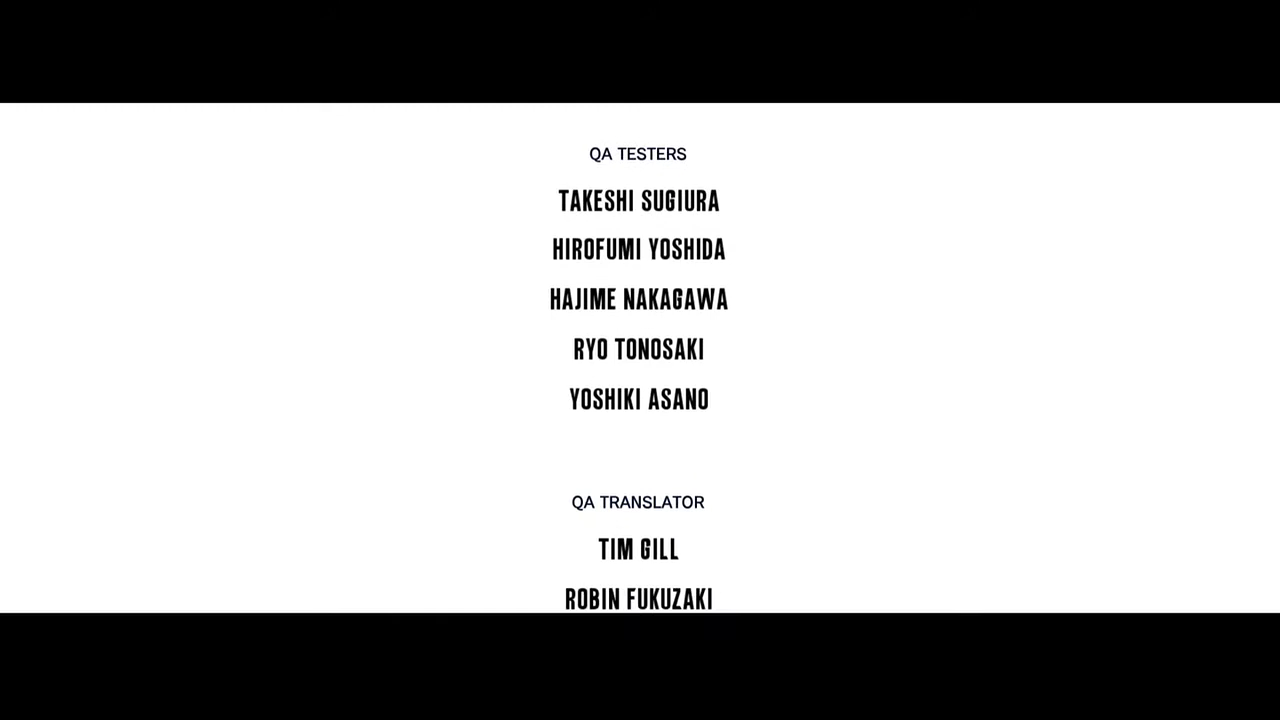 QA TESTERS
TAKESHI SUGIURA
HIROFUMI YOSHIDA
HAJIME NAKAGAWA
RYO TONOSAKI
YOSHIKI ASANO
QA TRANSLATOR
TIM GILL
ROBIN FUKUZAKI